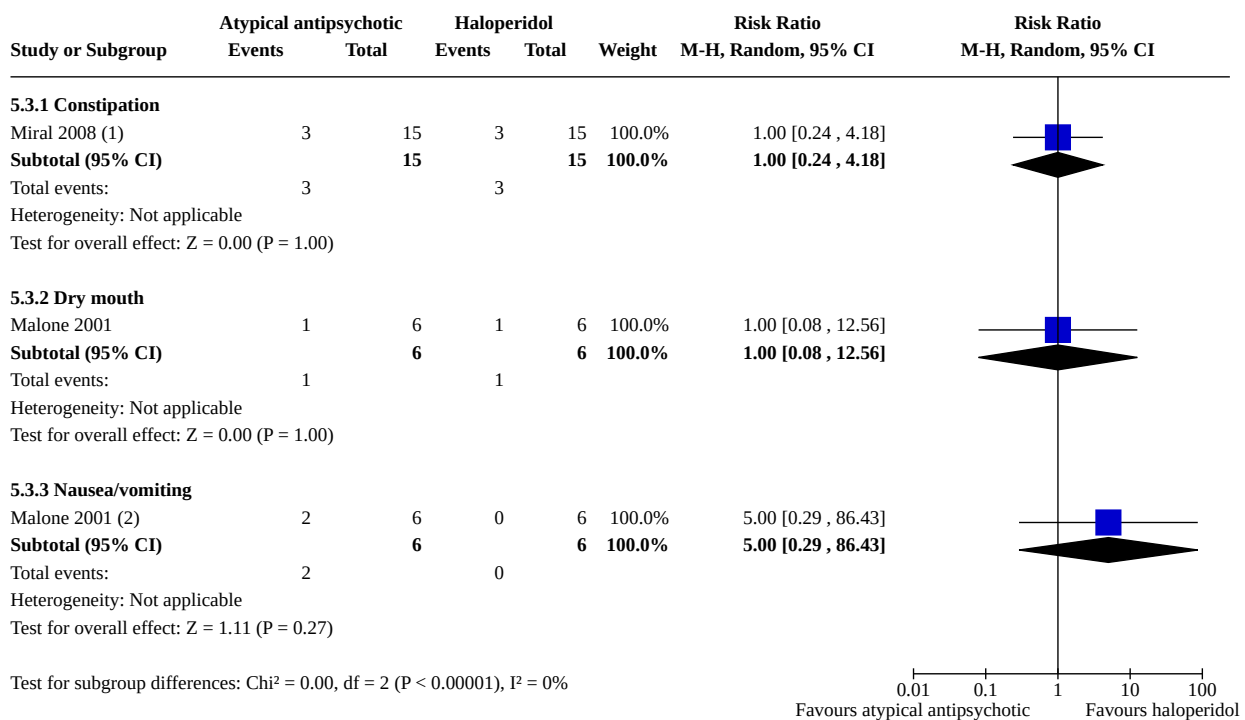 Atypical antipsychotic Haloperidol Risk Ratio Risk Ratio
Study or Subgroup Events Total Events Total Weight M-H, Random, 95% CI M-H, Random, 95% CI
5.3.1 Constipation
Miral 2008 (1) 3 15 3 15 100.0% 1.00 [0.24 , 4.18]
Subtotal (95% CI) 15 15 100.0% 1.00 [0.24 , 4.18]
Total events: 3 3
Heterogeneity: Not applicable
Test for overall effect: Z = 0.00 (P = 1.00)
5.3.2 Dry mouth
Malone 2001 1 6 1 6 100.0% 1.00 [0.08 , 12.56]
Subtotal (95% CI) 6 6 100.0% 1.00 [0.08 , 12.56]
Total events: 1 1
Heterogeneity: Not applicable
Test for overall effect: Z = 0.00 (P = 1.00)
5.3.3 Nausea/vomiting
Malone 2001 (2) 2 6 0 6 100.0% 5.00 [0.29 , 86.43]
Subtotal (95% CI) 6 6 100.0% 5.00 [0.29 , 86.43]
Total events: 2 0
Heterogeneity: Not applicable
Test for overall effect: Z = 1.11 (P = 0.27)
Test for subgroup differences: Chi² = 0.00, df = 2 (P < 0.00001), I² = 0%
0.01 0.1 1 10 100
Favours atypical antipsychotic Favours haloperidol